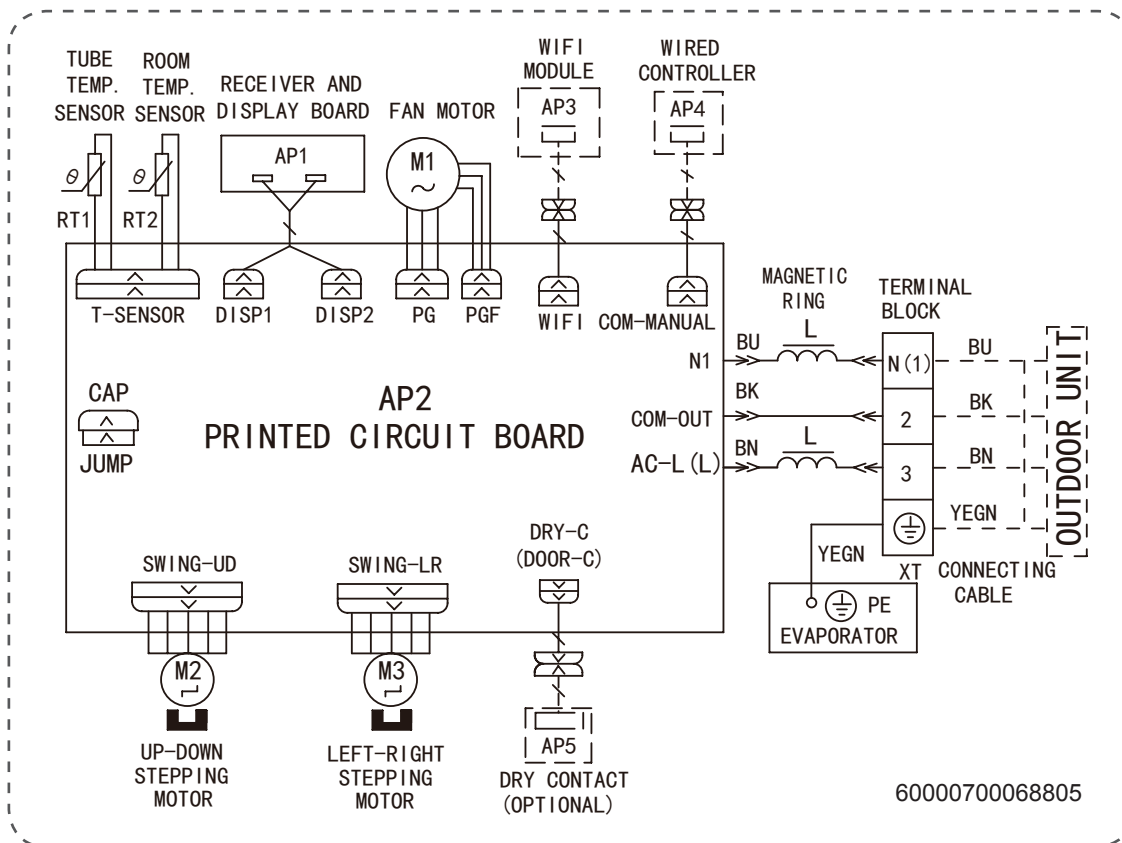 TUBE
TEMP.
SENSOR
ROOM
TEMP.
SENSOR
RECEIVER AND
DISPLAY BOARD
FAN MOTOR
WIFI
MODULE
WIRED
CONTROLLER
AP1
M1
AP3
AP4
θ
θ
RT1
RT2
T-SENSOR
DISP1
DISP2
PG
PGF
WIFI
COM-MANUAL
MAGNETIC
RING
TERMINAL
BLOCK
N1
BU
L
N(1)
BU
CAP
JUMP
AP2
PRINTED CIRCUIT BOARD
COM-OUT
BK
2
BK
AC-L(L)
BN
L
3
BN
YEGN
OUTDOOR UNIT
YEGN
XT
CONNECTING
CABLE
PE
EVAPORATOR
SWING-UD
SWING-LR
DRY-C
(DOOR-C)
M2
M3
AP5
UP-DOWN
STEPPING
MOTOR
LEFT-RIGHT
STEPPING
MOTOR
DRY CONTACT
(OPTIONAL)
60000700068805